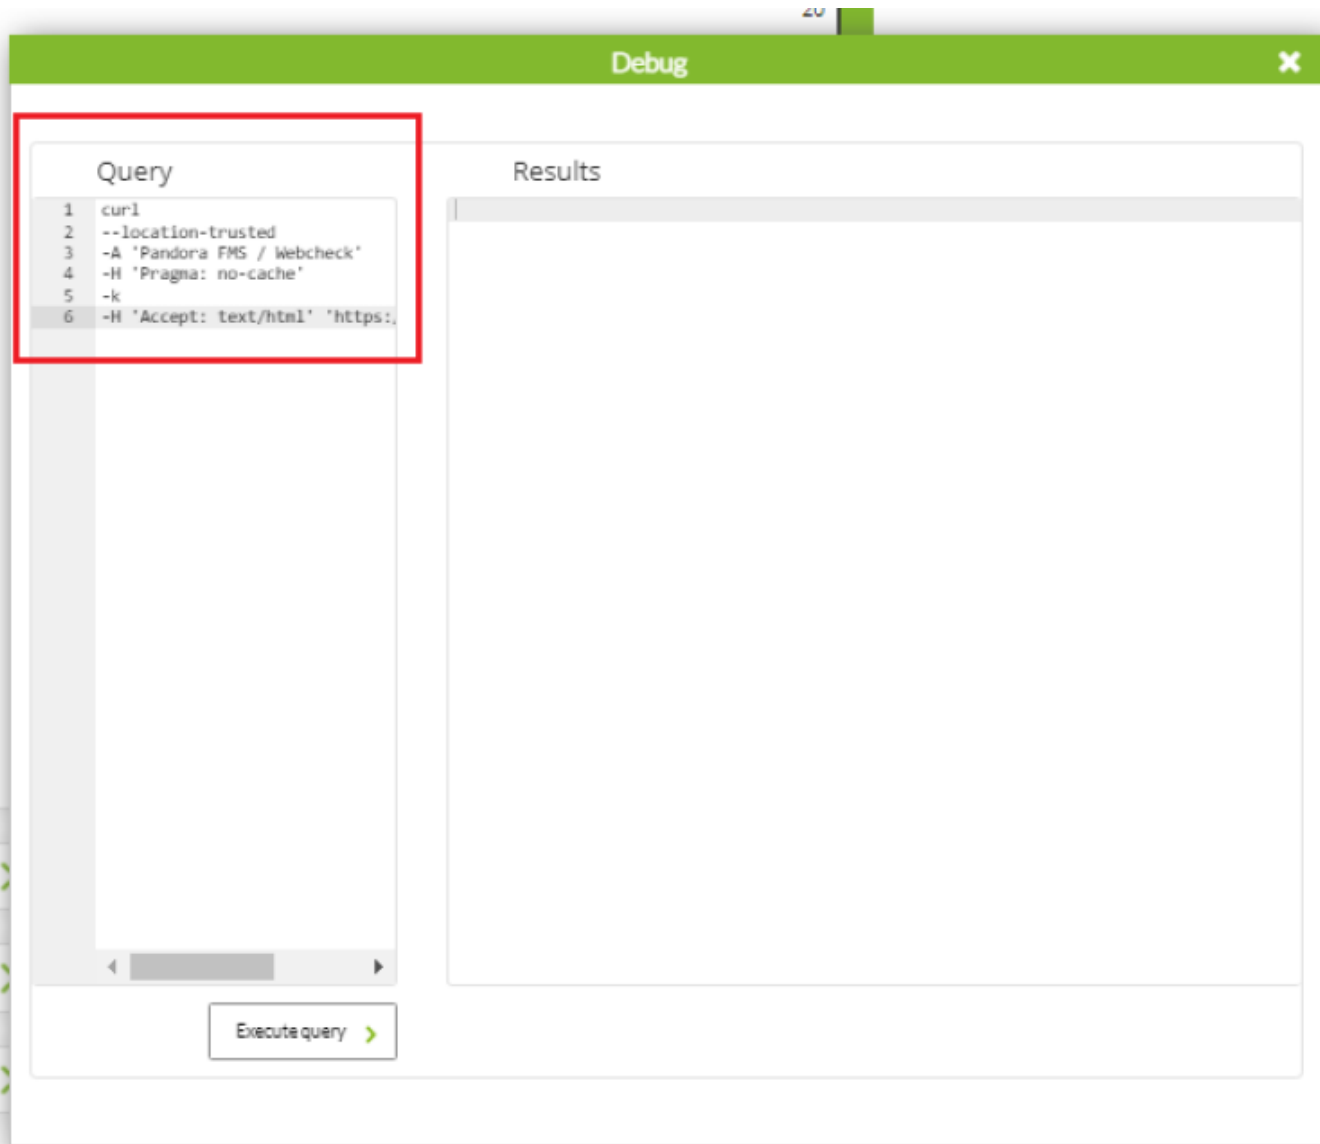 20
Debug
Query
Results
1 curl
2 --location-trusted
3 -A 'Pandora FMS / Webcheck'
4 -H 'Pragma: no-cache'
5 -k
6 -H 'Accept: text/html' 'https:/
Execute query